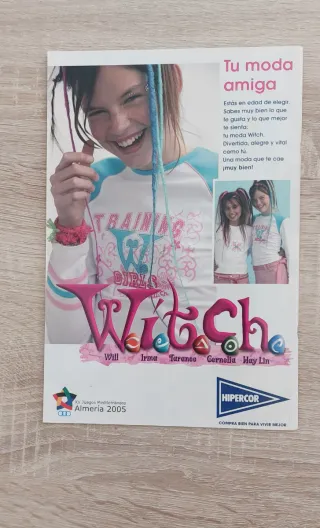 Tu moda
amiga
Estás en edad de elegir.
Sabes muy bien lo que
te gusta y lo que mejor
te sienta:
tu moda Witch.
Divertida, alegre y vital
como tú.
Una moda que te cae
¡muy bien!
TRAINING
W
GIRLS
Witch
Will Irma Taranee Cornelia Hay Lin
XV Juegos Mediterráneos
Almería 2005
HIPERCOR
COMPRA BIEN PARA VIVIR MEJOR